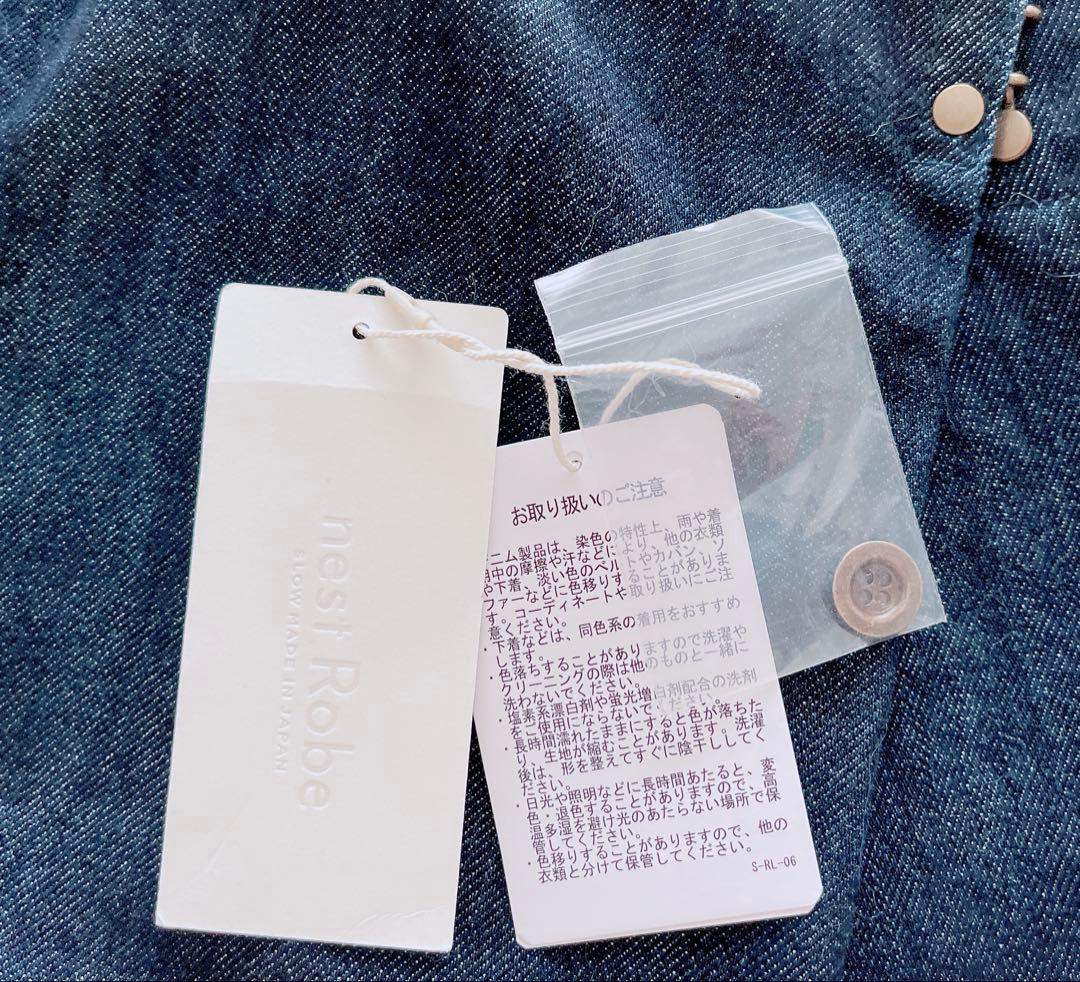 nest Robe
SLOW MADE IN JAPAN
お取り扱いのご注意
ニム製品は、染色の特性上、雨や着
用中の摩擦や汗などにより、他の衣類
や下着、淡い色のベルトやカバン、ソ
ファーなどに色移りすることがありま
す。コーディネートや取り扱いにご注
意ください。
・下着などは、同色系の着用をおすすめ
します。
・色落ちすることがありますので洗濯や
クリーニングの際は他のものと一緒に
洗わないでください。
・塩素系漂白剤や蛍光増白剤配合の洗剤
をご使用にならないでください。
・長時間濡れたままにすると色が落ちた
り、生地が縮むことがあります。洗濯
後は、形を整えてすぐに陰干ししてく
ださい。
・日光や照明などに長時間あたると、変
色・退色することがありますので、高
温多湿を避け光のあたらない場所で保
管してください。
・色移りすることがありますので、他の
衣類と分けて保管してください。
S-RL-06